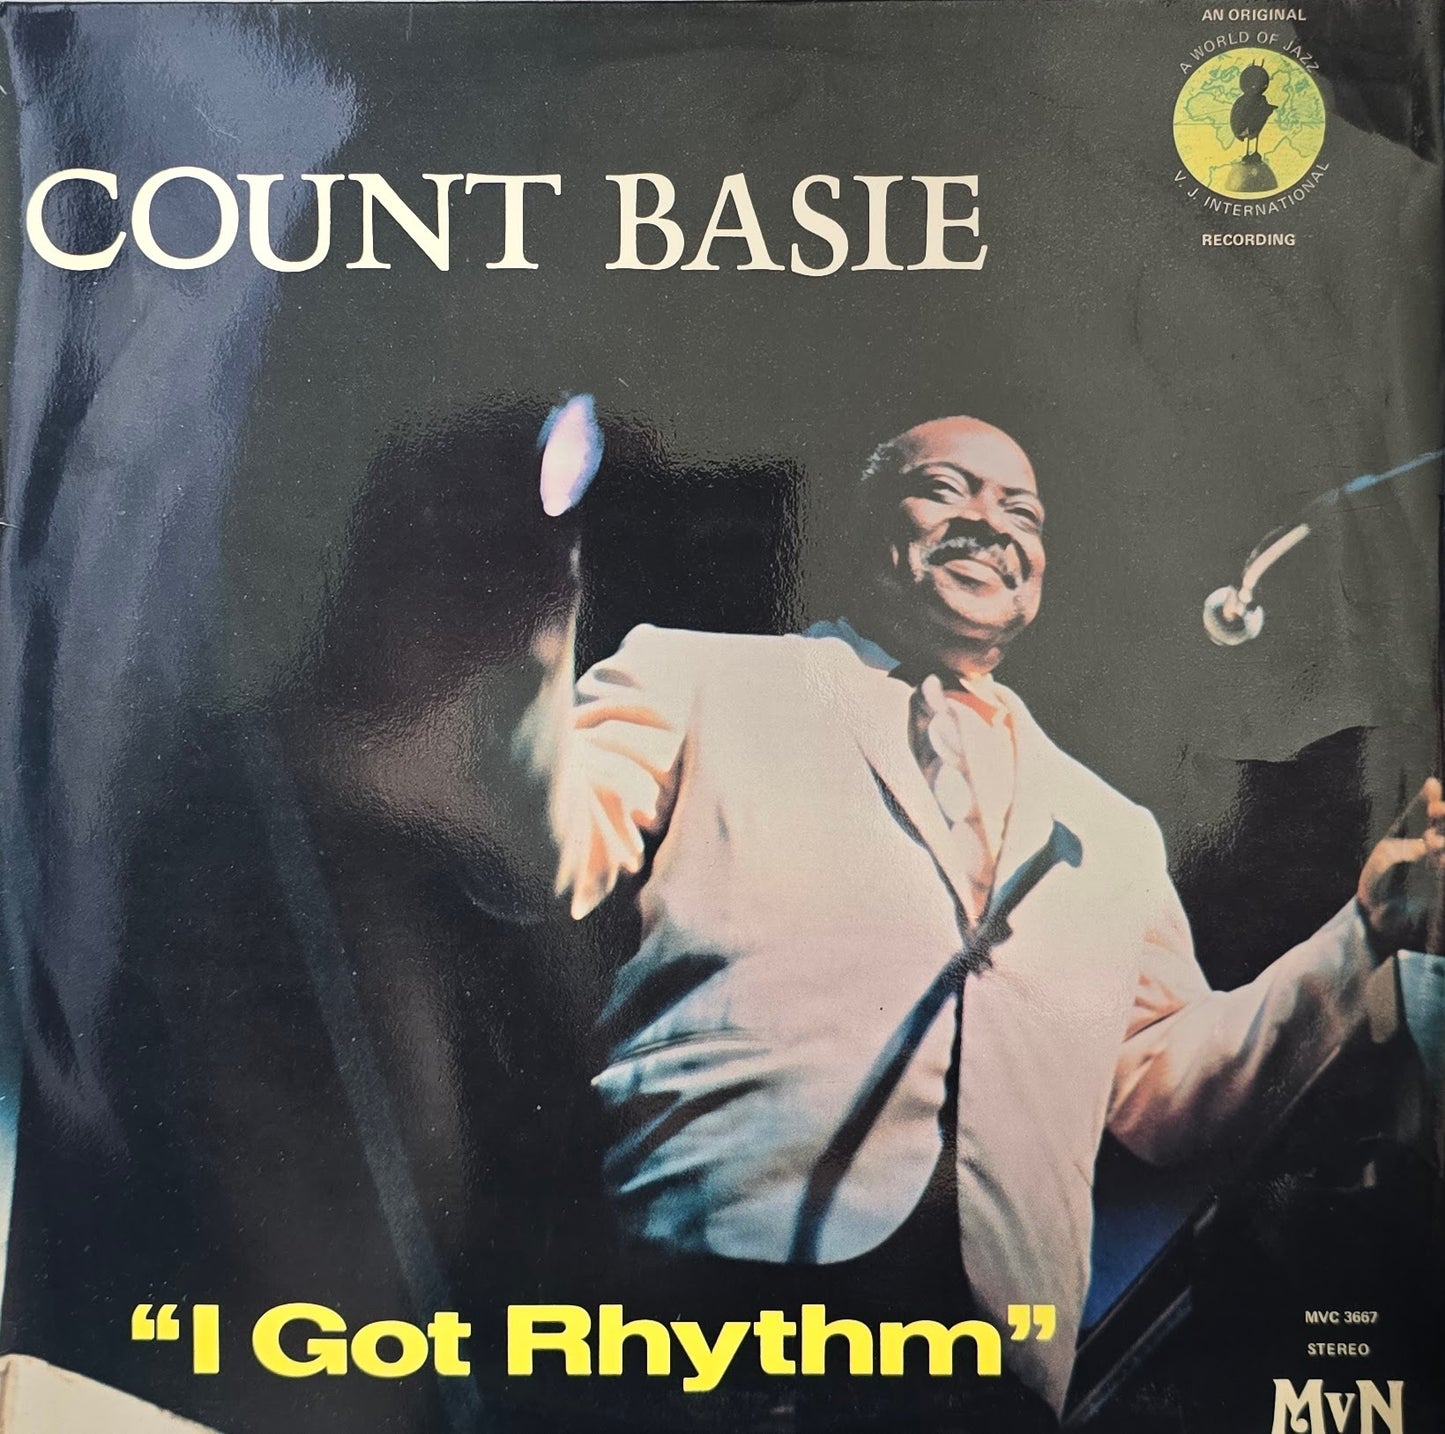 AN ORIGINAL
A WORLD OF JAZZ
V. J. INTERNATIONAL
RECORDING
COUNT BASIE
“I Got Rhythm”
MVC 3667
STEREO
MvN